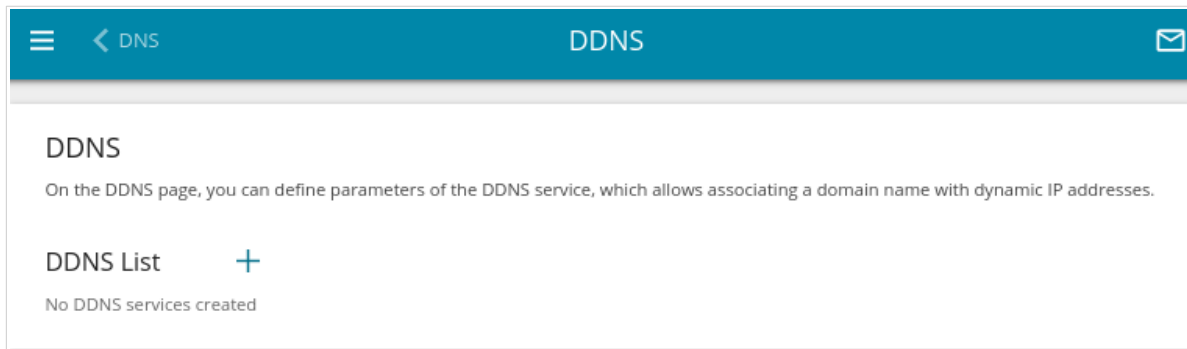 DNS
DDNS
DDNS
On the DDNS page, you can define parameters of the DDNS service, which allows associating a domain name with dynamic IP addresses.
DDNS List
No DDNS services created